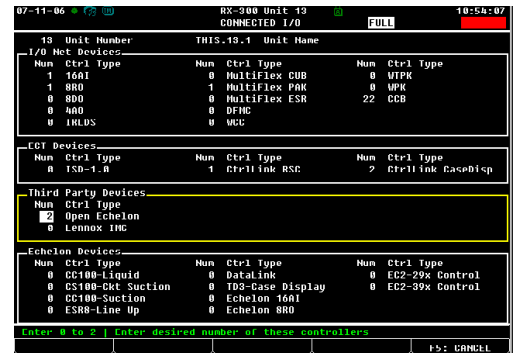 07-11-06 RX-300 Unit 13 10:54:07
CONNECTED I/O FULL
13 Unit Number THIS.13.1 Unit Name
I/O Net Devices
Num Ctrl Type Num Ctrl Type Num Ctrl Type
1 16AI 0 MultiFlex CUB 0 WTPK
1 8RO 1 MultiFlex PAK 0 WPK
0 8DO 0 MultiFlex ESR 22 CCB
0 4AO 0 DFMC
0 IRLDS 0 WCC
ECT Devices
Num Ctrl Type Num Ctrl Type Num Ctrl Type
0 ISD-1.0 1 CtrlLink RSC 2 CtrlLink CaseDisp
Third Party Devices
Num Ctrl Type
2 Open Echelon
0 Lennox IMC
Echelon Devices
Num Ctrl Type Num Ctrl Type Num Ctrl Type
0 CC100-Liquid 0 DataLink 0 EC2-29x Control
0 CS100-Ckt Suction 0 TD3-Case Display 0 EC2-39x Control
0 CC100-Suction 0 Echelon 16AI
0 ESR8-Line Up 0 Echelon 8RO
Enter 0 to 2 | Enter desired number of these controllers
F5: CANCEL